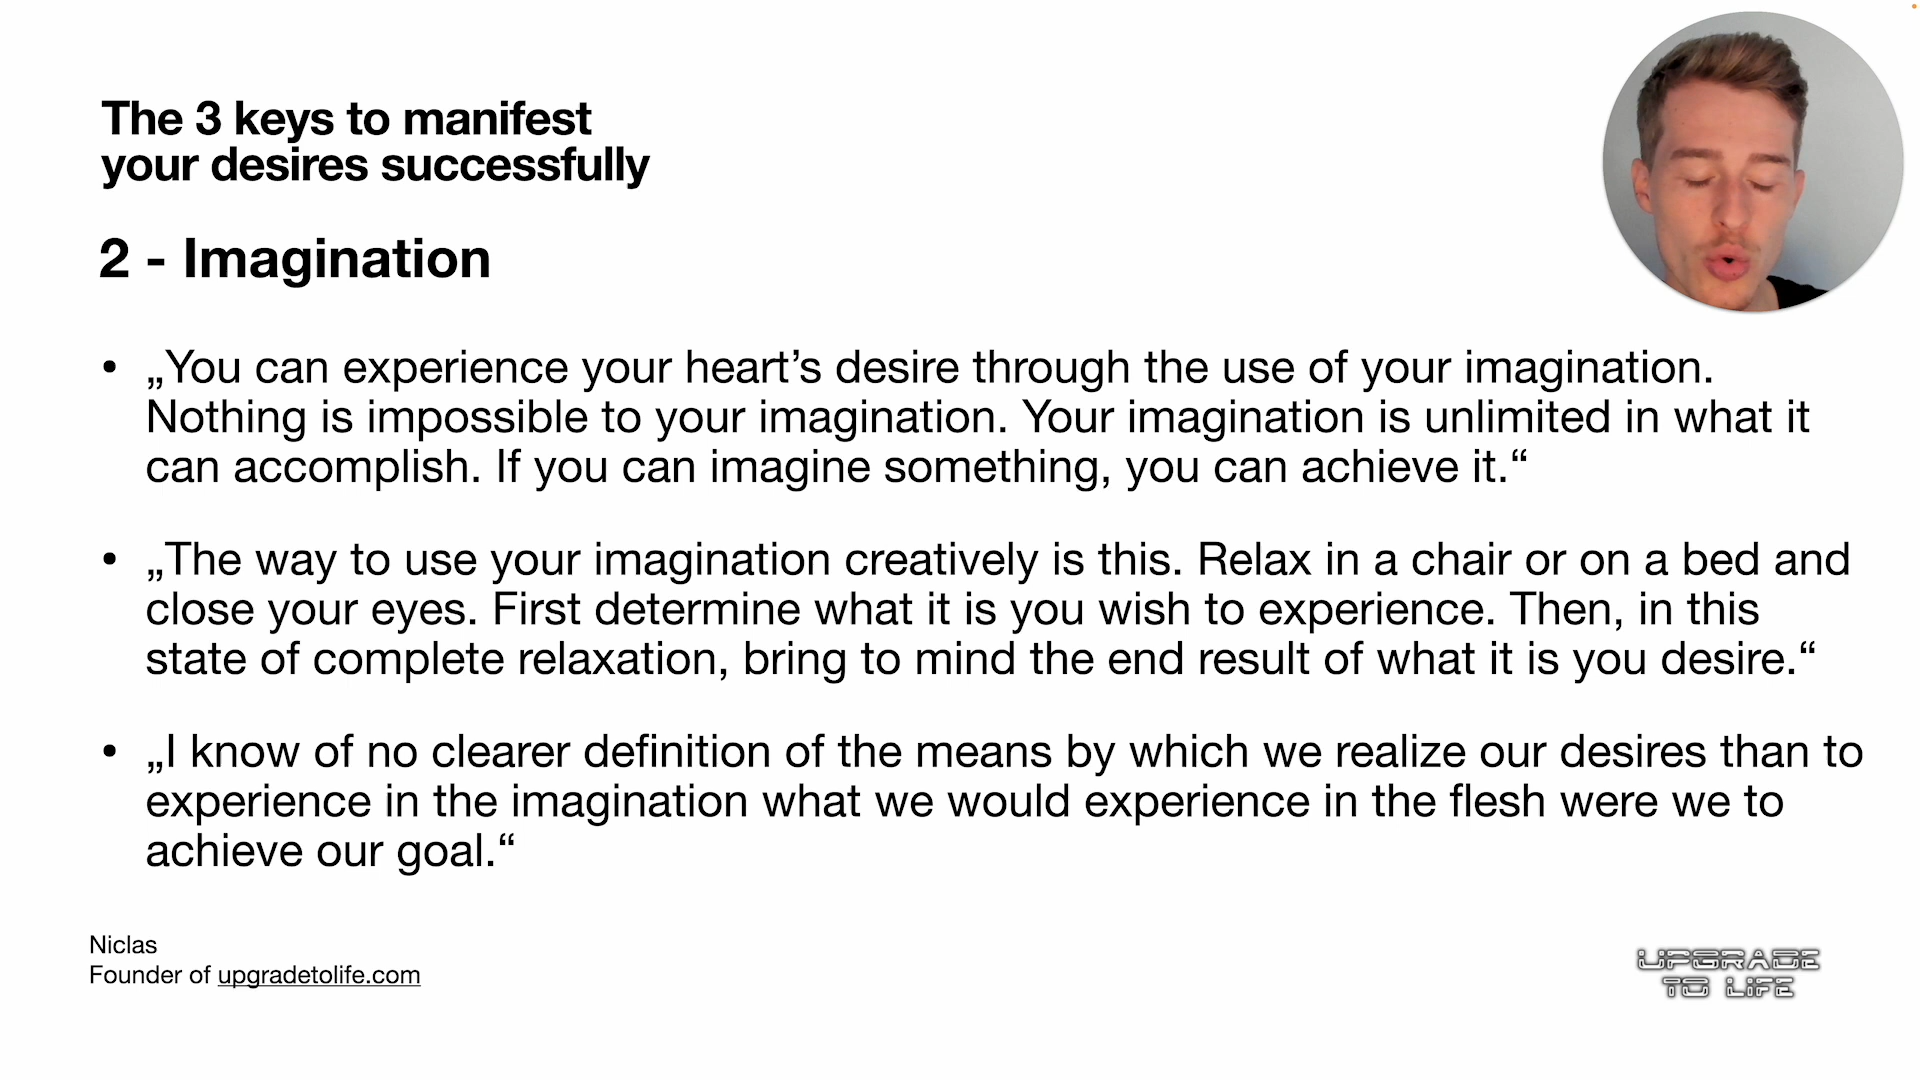 The 3 keys to manifest
your desires successfully
2 - Imagination
• „You can experience your heart’s desire through the use of your imagination.
Nothing is impossible to your imagination. Your imagination is unlimited in what it
can accomplish. If you can imagine something, you can achieve it.“
• „The way to use your imagination creatively is this. Relax in a chair or on a bed and
close your eyes. First determine what it is you wish to experience. Then, in this
state of complete relaxation, bring to mind the end result of what it is you desire.“
• „I know of no clearer definition of the means by which we realize our desires than to
experience in the imagination what we would experience in the flesh were we to
achieve our goal.“
Niclas
Founder of upgradetolife.com
UPGRADE
TO LIFE